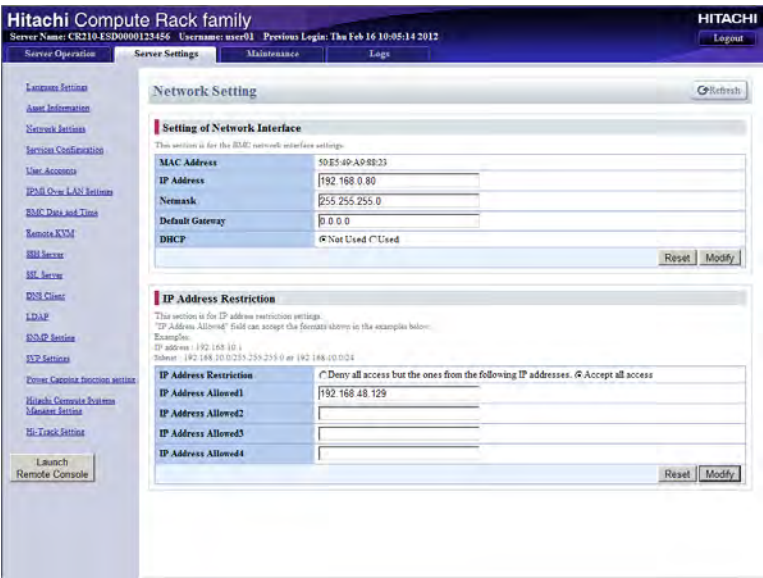 Hitachi Compute Rack family
HITACHI
Server Name: CR210-ESD0000123456 Username: user01 Previous Login: Thu Feb 16 10:05:14 2012
Logout
Server Operation Server Settings Maintenance Logs
Language Settings
Asset Information
Network Settings
Services Configuration
User Accounts
IPMI Over LAN Settings
BMC Date and Time
Remote KVM
SSH Server
SSL Server
DNS Client
LDAP
SNMP Setting
SVP Settings
Power Capping function setting
Hitachi Compute Systems
Manager Setting
Hi-Track Setting
Launch
Remote Console
Network Setting
Refresh
Setting of Network Interface
This section is for the BMC network interface settings.
MAC Address 50:E5:49:A9:88:23
IP Address 192.168.0.80
Netmask 255.255.255.0
Default Gateway 0.0.0.0
DHCP Not Used Used
Reset Modify
IP Address Restriction
This section is for IP address restriction settings.
"IP Address Allowed" field can accept the formats shown in the examples below.
Examples:
IP address : 192.168.10.1
Subnet : 192.168.10.0/255.255.255.0 or 192.168.10.0/24
IP Address Restriction Deny all access but the ones from the following IP addresses. Accept all access
IP Address Allowed1 192.168.48.129
IP Address Allowed2
IP Address Allowed3
IP Address Allowed4
Reset Modify